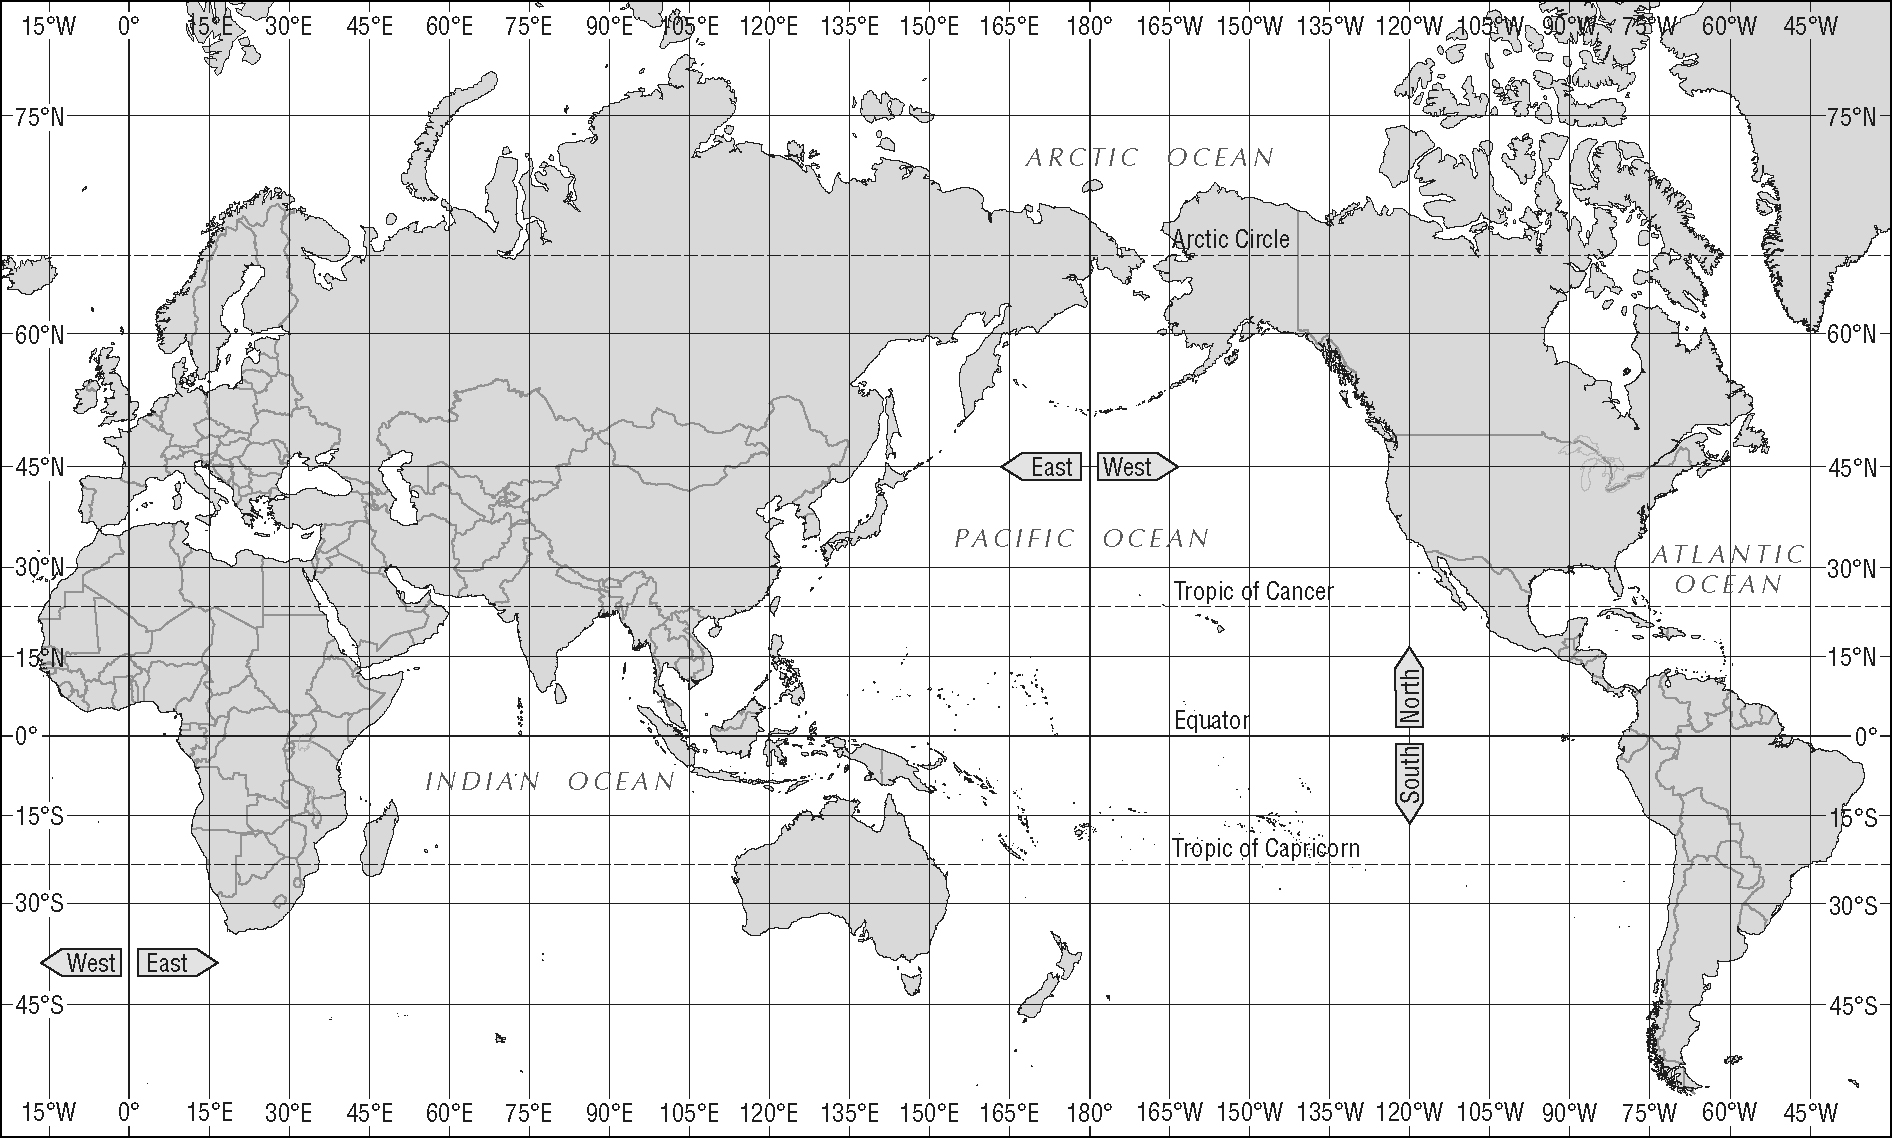 15°W 0° 15°E 30°E 45°E 60°E 75°E 90°E 105°E 120°E 135°E 150°E 165°E 180° 165°W 150°W 135°W 120°W 105°W 90°W 75°W 60°W 45°W
75°N 75°N
ARCTIC OCEAN
Arctic Circle
60°N 60°N
45°N East West 45°N
PACIFIC OCEAN
ATLANTIC
OCEAN
30°N 30°N
Tropic of Cancer
15°N 15°N
North
Equator
0° 0°
South
INDIAN OCEAN
15°S 15°S
Tropic of Capricorn
30°S 30°S
West East
45°S 45°S
15°W 0° 15°E 30°E 45°E 60°E 75°E 90°E 105°E 120°E 135°E 150°E 165°E 180° 165°W 150°W 135°W 120°W 105°W 90°W 75°W 60°W 45°W